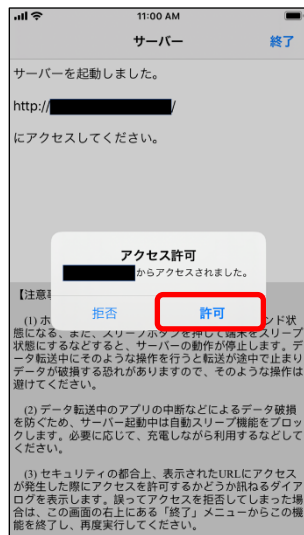 11:00 AM
サーバー
終了
サーバーを起動しました。
http:// /
にアクセスしてください。
アクセス許可
からアクセスされました。
拒否
許可
【注意事
(1) ホ ンド状
態になる、また、スリープボタンを押して端末をスリープ
状態にするなどすると、サーバーの動作が停止します。デ
ータ転送中にそのような操作を行うと転送が途中で止まり
データが破損する恐れがありますので、そのような操作は
避けてください。
(2) データ転送中のアプリの中断などによるデータ破損
を防ぐため、サーバー起動中は自動スリープ機能をブロッ
クします。必要に応じて、充電しながら利用するなどして
ください。
(3) セキュリティの都合上、表示されたURLにアクセス
が発生した際にアクセスを許可するかどうか訊ねるダイア
ログを表示します。誤ってアクセスを拒否してしまった場
合は、この画面の右上にある「終了」メニューからこの機
能を終了し、再度実行してください。